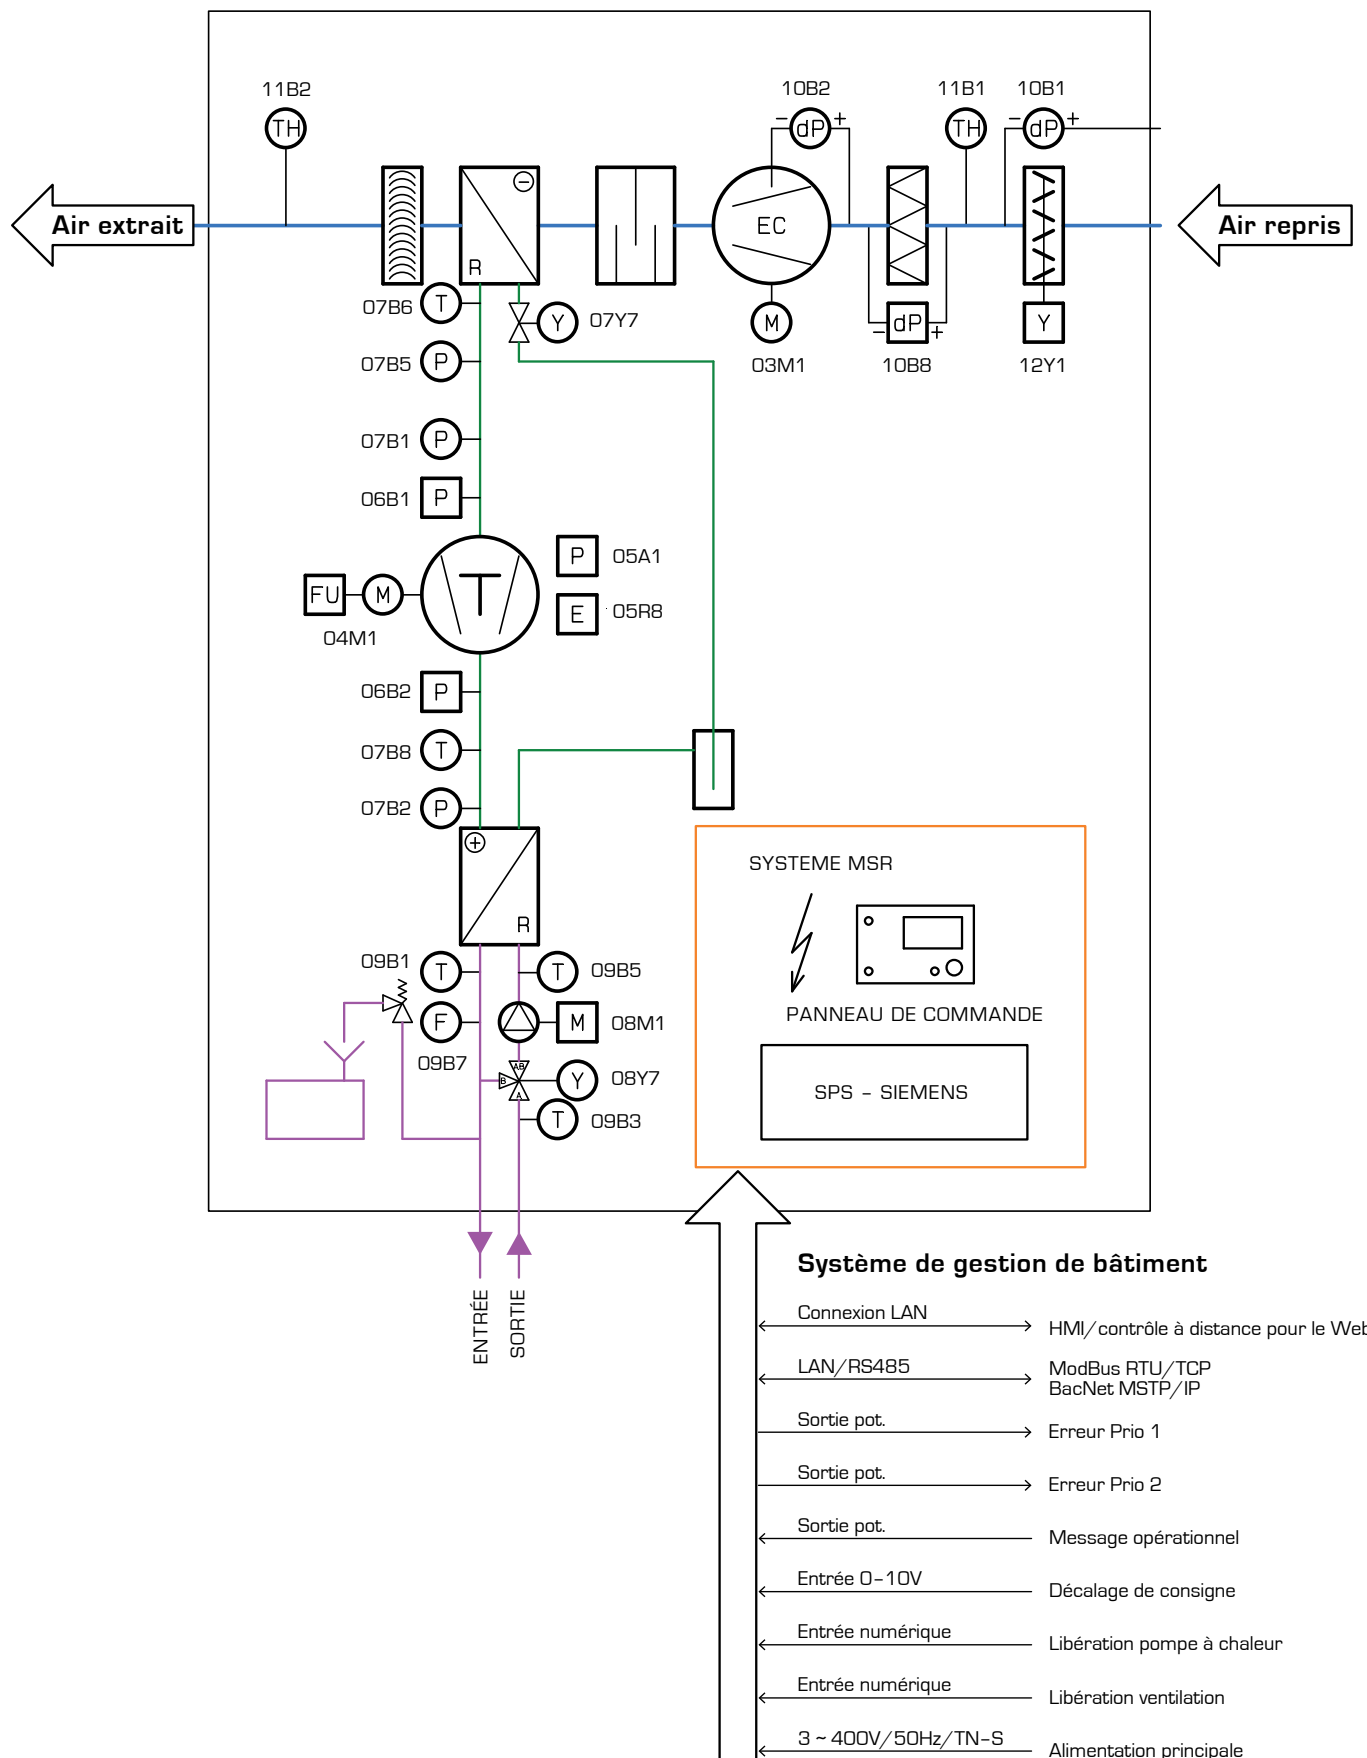 11B2
10B2
11B1
10B1
TH
- dP +
TH
- dP +
Air extrait
Air repris
EC
R
07B6
T
Y
07Y7
M
- dP +
Y
07B5
P
03M1
10B8
12Y1
07B1
P
06B1
P
P
05A1
FU
M
T
E
05R8
04M1
06B2
P
07B8
T
07B2
P
+
R
SYSTEME MSR
09B1
T
T
09B5
PANNEAU DE COMMANDE
F
M
08M1
09B7
AB
B
A
Y
08Y7
T
09B3
SPS - SIEMENS
ENTRÉE
SORTIE
Système de gestion de bâtiment
Connexion LAN
HMI/contrôle à distance pour le Web
LAN/RS485
ModBus RTU/TCP
BacNet MSTP/IP
Sortie pot.
Erreur Prio 1
Sortie pot.
Erreur Prio 2
Sortie pot.
Message opérationnel
Entrée 0-10V
Décalage de consigne
Entrée numérique
Libération pompe à chaleur
Entrée numérique
Libération ventilation
3 ~ 400V/50Hz/TN-S
Alimentation principale